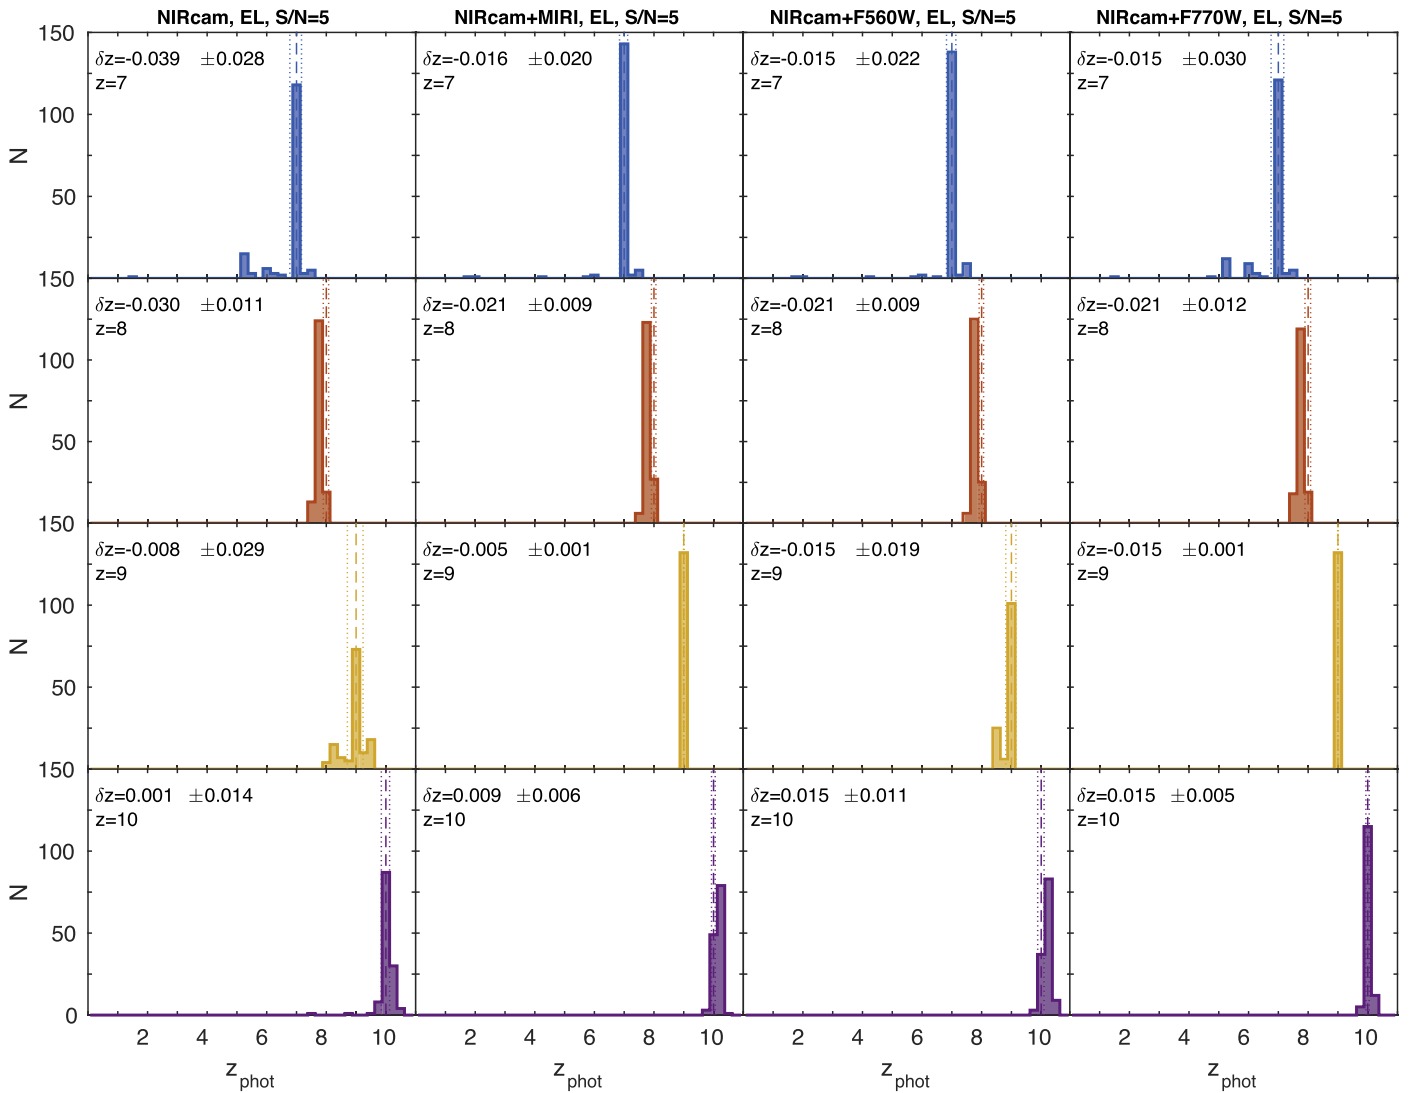 NIRcam, EL, S/N=5 NIRcam+MIRI, EL, S/N=5 NIRcam+F560W, EL, S/N=5 NIRcam+F770W, EL, S/N=5
150
δz=-0.039 ±0.028 δz=-0.016 ±0.020 δz=-0.015 ±0.022 δz=-0.015 ±0.030
z=7 z=7 z=7 z=7
100
N
50
150
δz=-0.030 ±0.011 δz=-0.021 ±0.009 δz=-0.021 ±0.009 δz=-0.021 ±0.012
z=8 z=8 z=8 z=8
100
N
50
150
δz=-0.008 ±0.029 δz=-0.005 ±0.001 δz=-0.015 ±0.019 δz=-0.015 ±0.001
z=9 z=9 z=9 z=9
100
N
50
150
δz=0.001 ±0.014 δz=0.009 ±0.006 δz=0.015 ±0.011 δz=0.015 ±0.005
z=10 z=10 z=10 z=10
100
N
50
0
2 4 6 8 10 2 4 6 8 10 2 4 6 8 10 2 4 6 8 10
z_phot z_phot z_phot z_phot